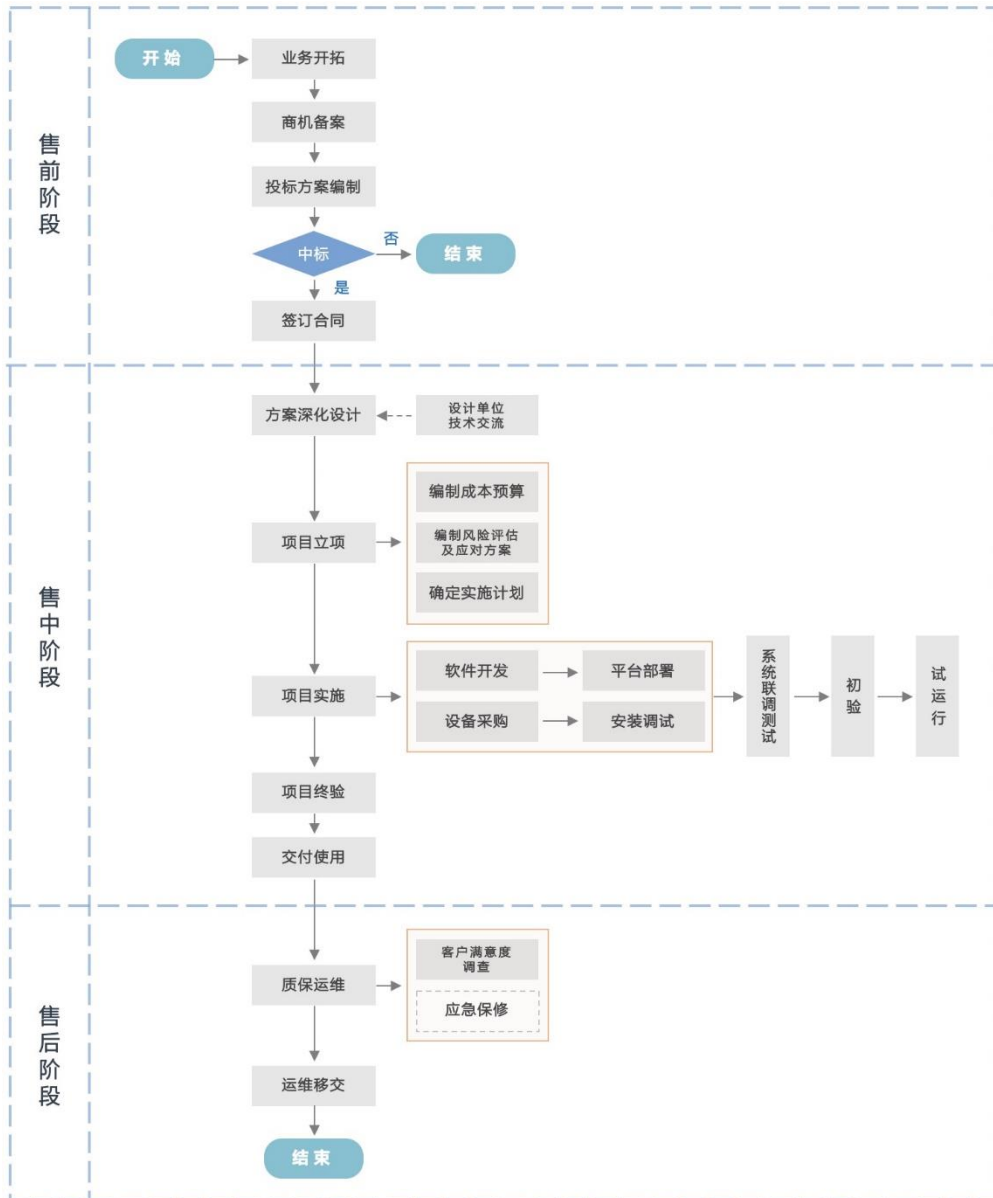 售前阶段
开始
业务开拓
商机备案
投标方案编制
中标
否
结束
是
签订合同
售中阶段
方案深化设计
设计单位
技术交流
编制成本预算
项目立项
编制风险评估
及应对方案
确定实施计划
项目实施
软件开发
平台部署
设备采购
安装调试
系统联调测试
初验
试运行
项目终验
交付使用
售后阶段
质保运维
客户满意度
调查
应急保修
运维移交
结束